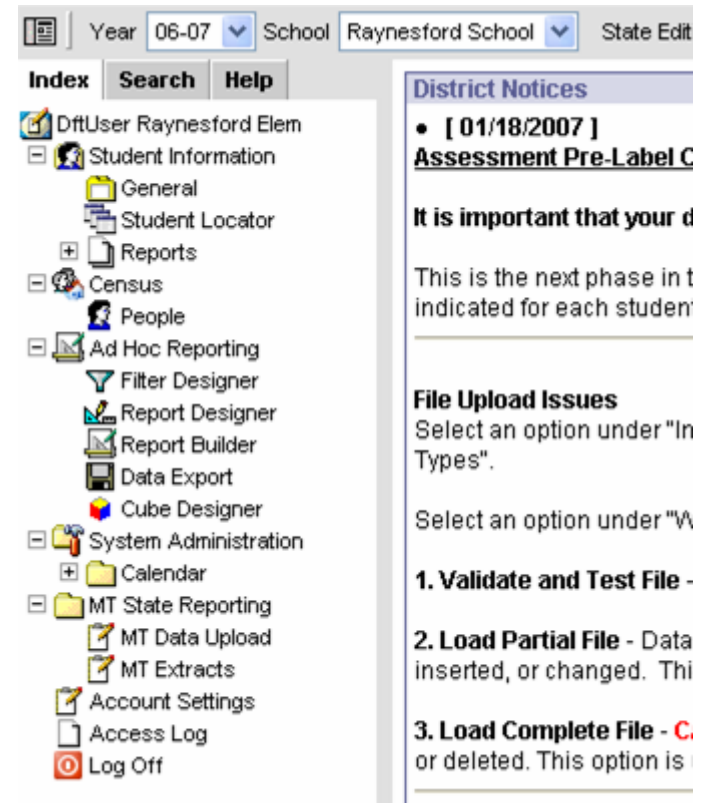 Year 06-07 School Raynesford School State Edit
Index Search Help
DftUser Raynesford Elem
Student Information
General
Student Locator
Reports
Census
People
Ad Hoc Reporting
Filter Designer
Report Designer
Report Builder
Data Export
Cube Designer
System Administration
Calendar
MT State Reporting
MT Data Upload
MT Extracts
Account Settings
Access Log
Log Off
District Notices
• [ 01/18/2007 ]
Assessment Pre-Label
It is important that your
This is the next phase in
indicated for each studen
File Upload Issues
Select an option under "In
Types".
Select an option under "
1. Validate and Test File -
2. Load Partial File - Data
inserted, or changed. Thi
3. Load Complete File -
or deleted. This option is